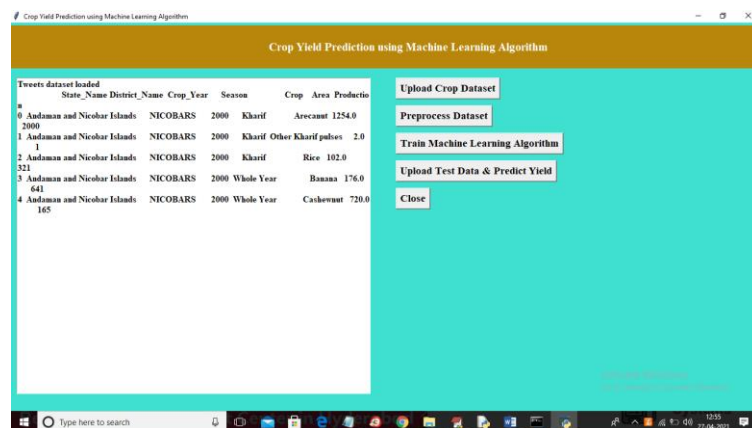 Crop Yield Prediction using Machine Learning Algorithm
Crop Yield Prediction using Machine Learning Algorithm
Tweets dataset loaded
State_Name District_Name Crop_Year Season Crop Area Productio
n
0 Andaman and Nicobar Islands NICOBARS 2000 Kharif Arecanut 1254.0
2000
1 Andaman and Nicobar Islands NICOBARS 2000 Kharif Other Kharif pulses 2.0
1
2 Andaman and Nicobar Islands NICOBARS 2000 Kharif Rice 102.0
321
3 Andaman and Nicobar Islands NICOBARS 2000 Whole Year Banana 176.0
641
4 Andaman and Nicobar Islands NICOBARS 2000 Whole Year Cashewnut 720.0
165
Upload Crop Dataset
Preprocess Dataset
Train Machine Learning Algorithm
Upload Test Data & Predict Yield
Close
Type here to search
12:55
27-04-2021